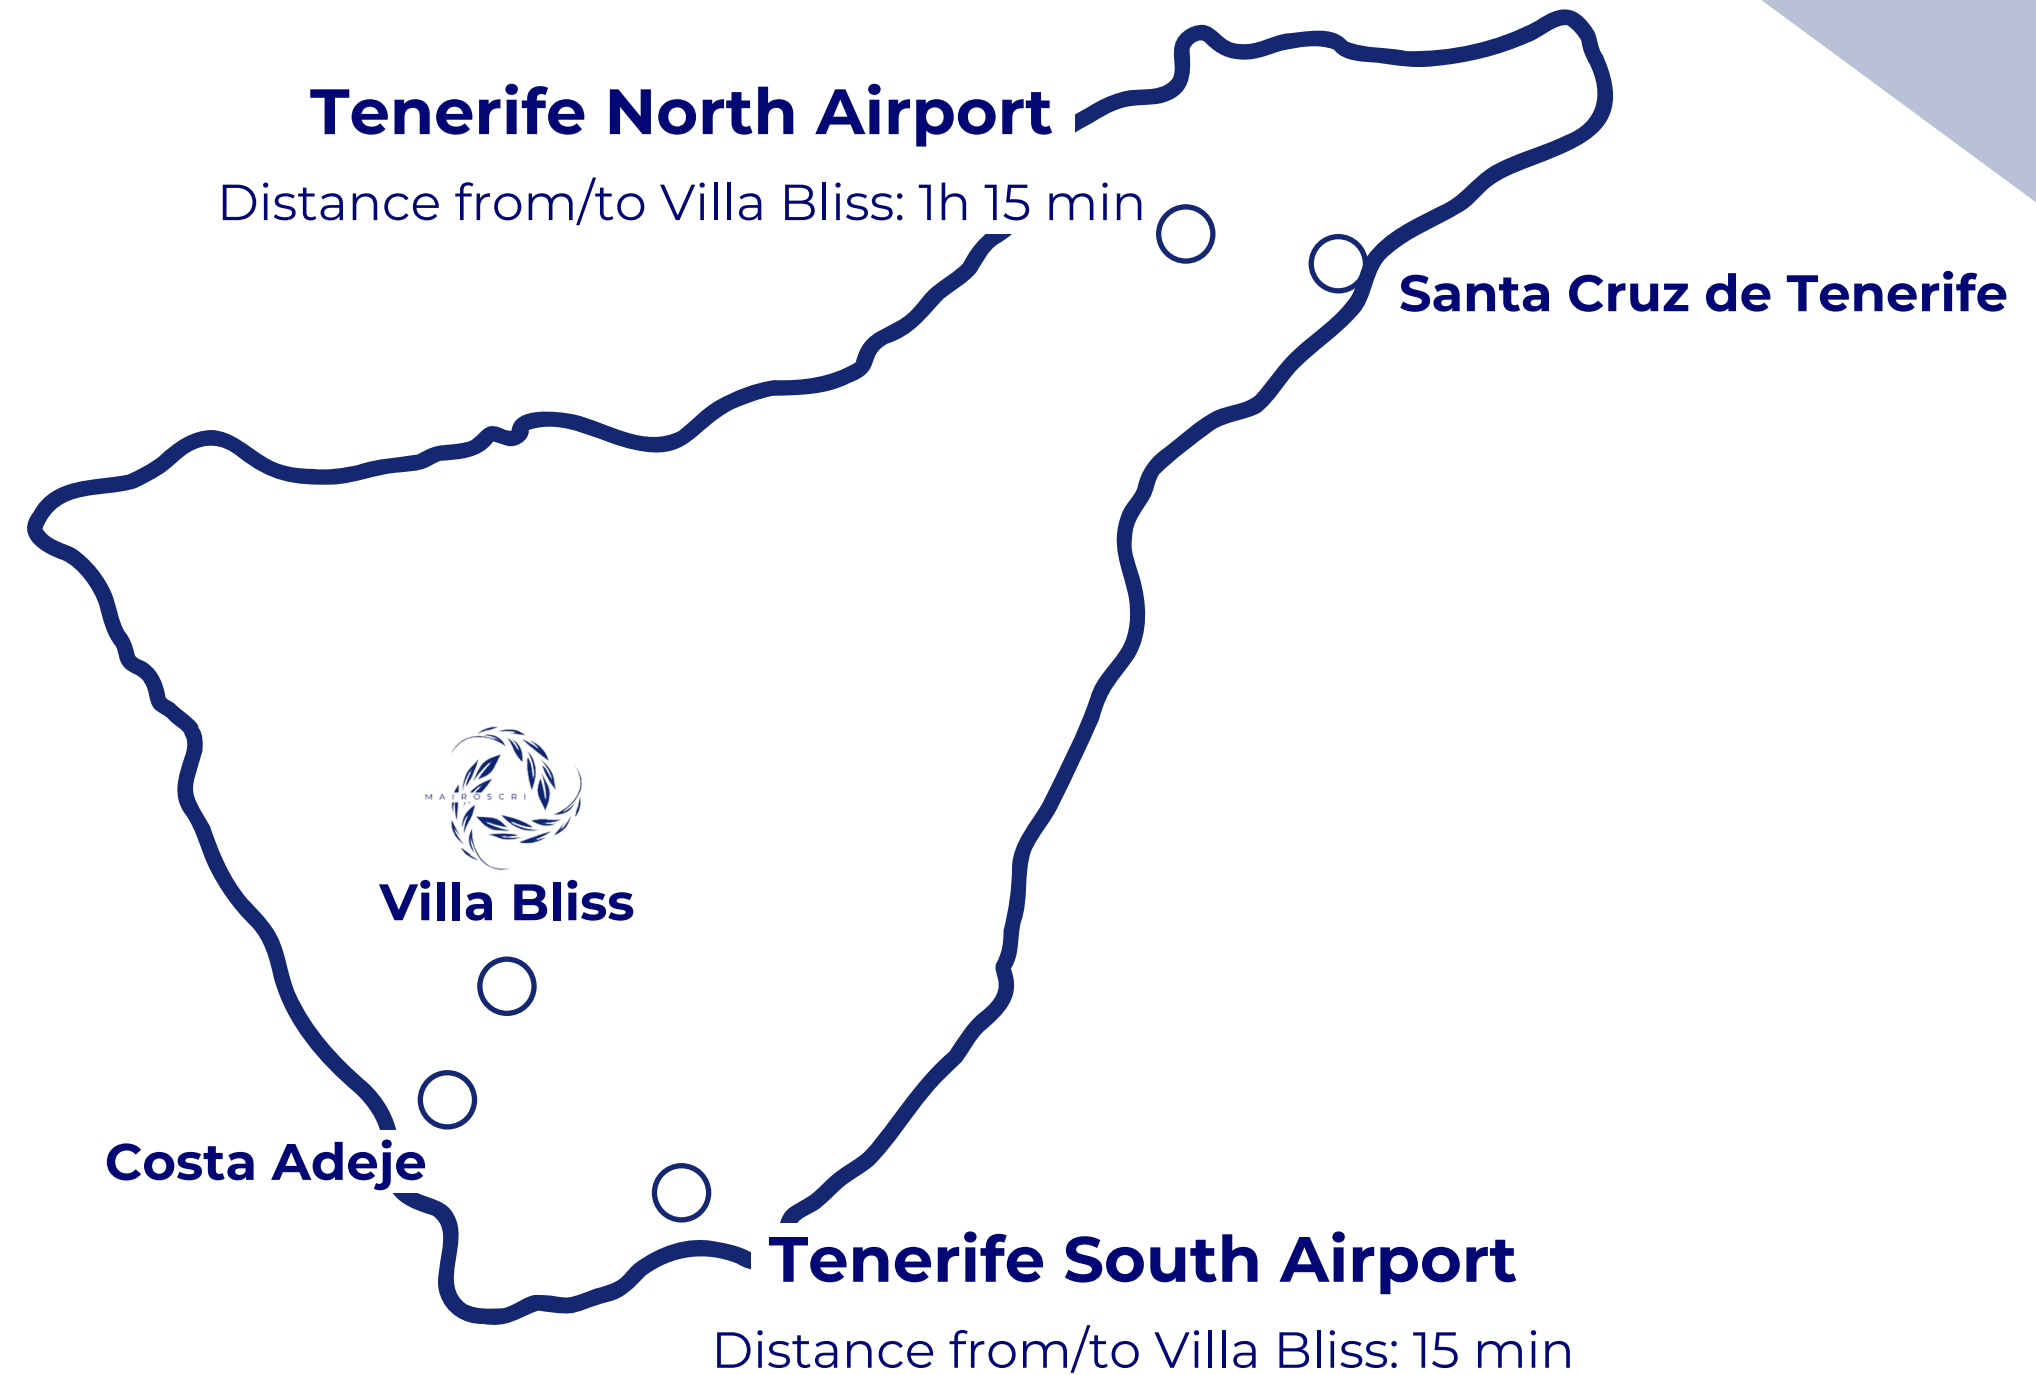 Tenerife North Airport
Distance from/to Villa Bliss: 1h 15 min
Santa Cruz de Tenerife
MAIROSCRI
Villa Bliss
Costa Adeje
Tenerife South Airport
Distance from/to Villa Bliss: 15 min